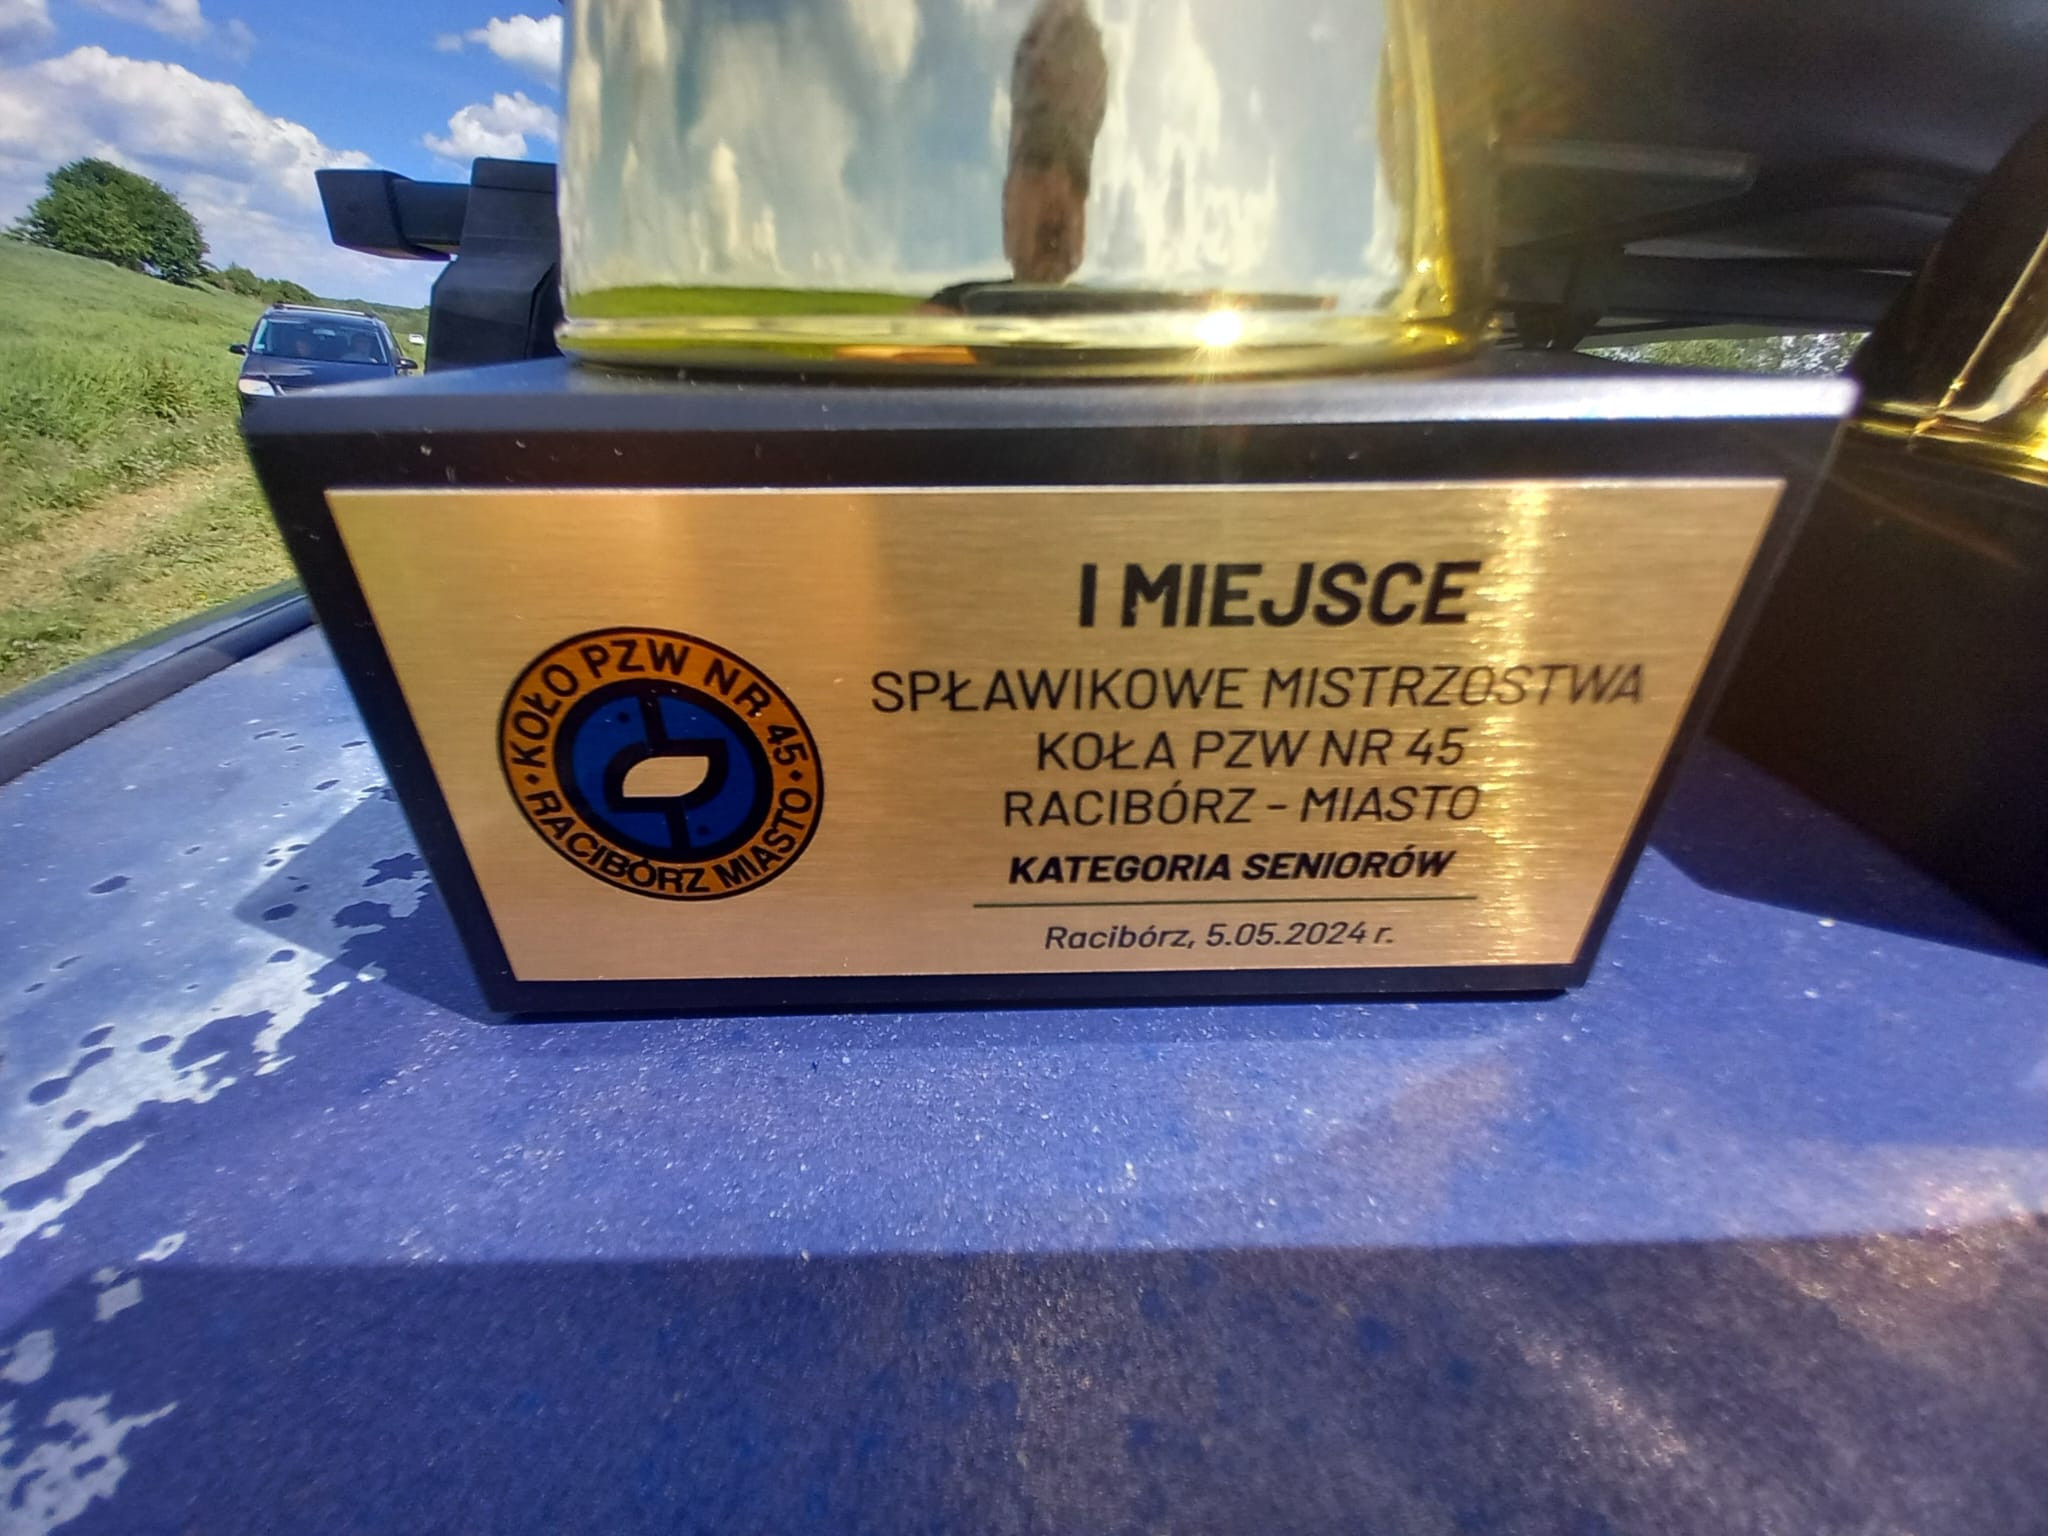 KOŁO PZW NR 45
RACIBÓRZ MIASTO
I MIEJSCE
SPŁAWIKOWE MISTRZOSTWA
KOŁA PZW NR 45
RACIBÓRZ - MIASTO
KATEGORIA SENIORÓW
Racibórz, 5.05.2024 r.